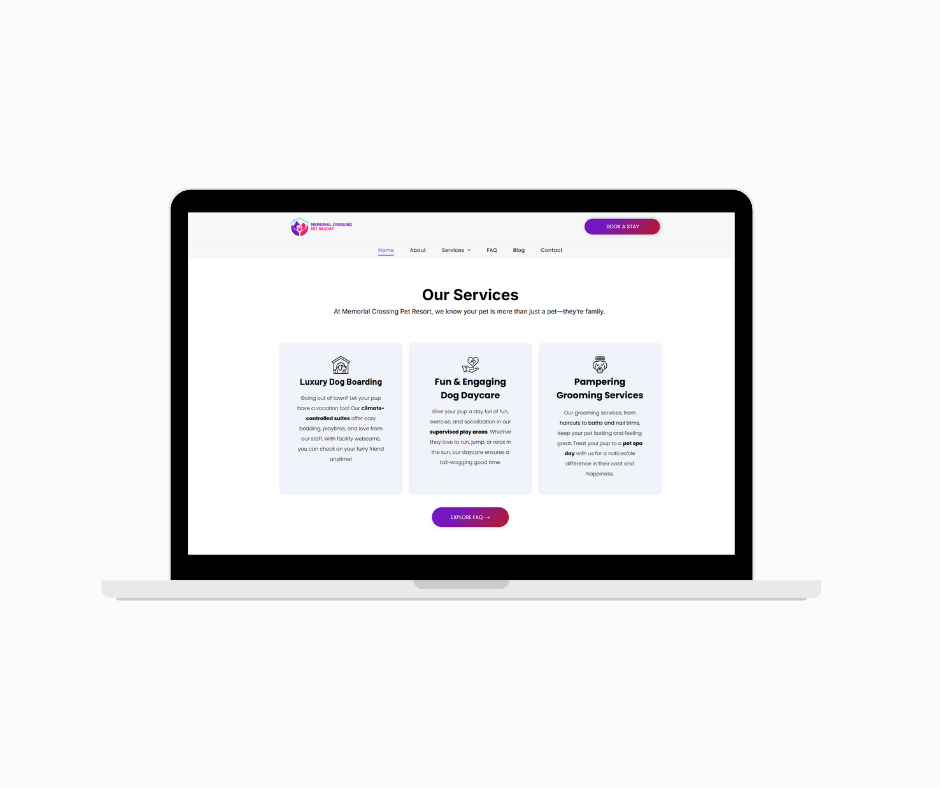 MEMORIAL CROSSING
PET RESORT
BOOK A STAY
Home About Services FAQ Blog Contact
Our Services
At Memorial Crossing Pet Resort, we know your pet is more than just a pet—they're family.
Luxury Dog Boarding
Going out of town? Let your pup
have a vacation too! Our climate-
controlled suites offer cozy
bedding, playtime, and love from
our staff. With facility webcams,
you can check on your furry friend
anytime!
Fun & Engaging
Dog Daycare
Give your pup a day full of fun,
exercise, and socialization in our
supervised play areas. Whether
they love to run, jump, or relax in
the sun, our daycare ensures a
tail-wagging good time.
Pampering
Grooming Services
Our grooming services, from
haircuts to baths and nail trims,
keep your pet looking and feeling
great. Treat your pup to a pet spa
day with us for a noticeable
difference in their coat and
happiness.
EXPLORE FAQ →